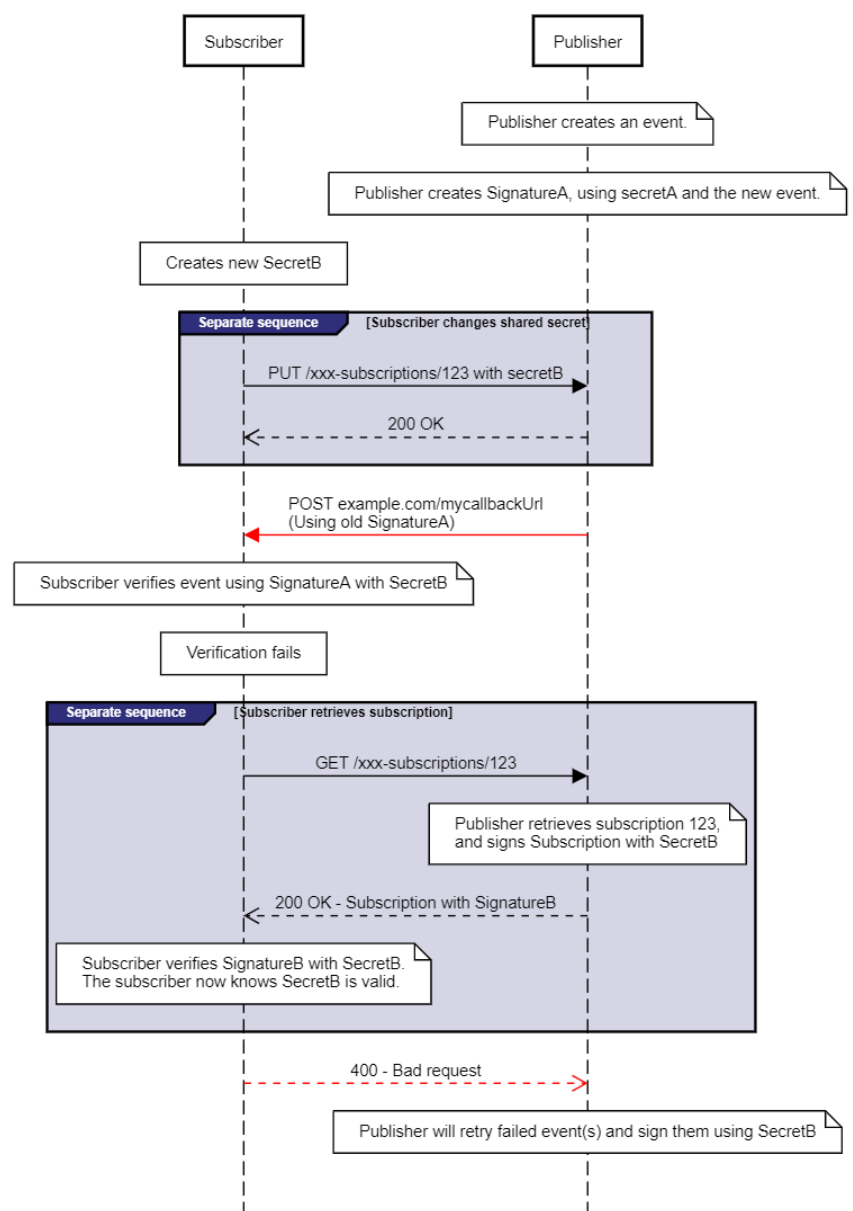 Subscriber
Publisher
Publisher creates an event.
Publisher creates SignatureA, using secretA and the new event.
Creates new SecretB
Separate sequence
[Subscriber changes shared secret]
PUT /xxx-subscriptions/123 with secretB
200 OK
POST example.com/mycallbackUrl
(Using old SignatureA)
Subscriber verifies event using SignatureA with SecretB
Verification fails
Separate sequence
[Subscriber retrieves subscription]
GET /xxx-subscriptions/123
Publisher retrieves subscription 123,
and signs Subscription with SecretB
200 OK - Subscription with SignatureB
Subscriber verifies SignatureB with SecretB.
The subscriber now knows SecretB is valid.
400 - Bad request
Publisher will retry failed event(s) and sign them using SecretB